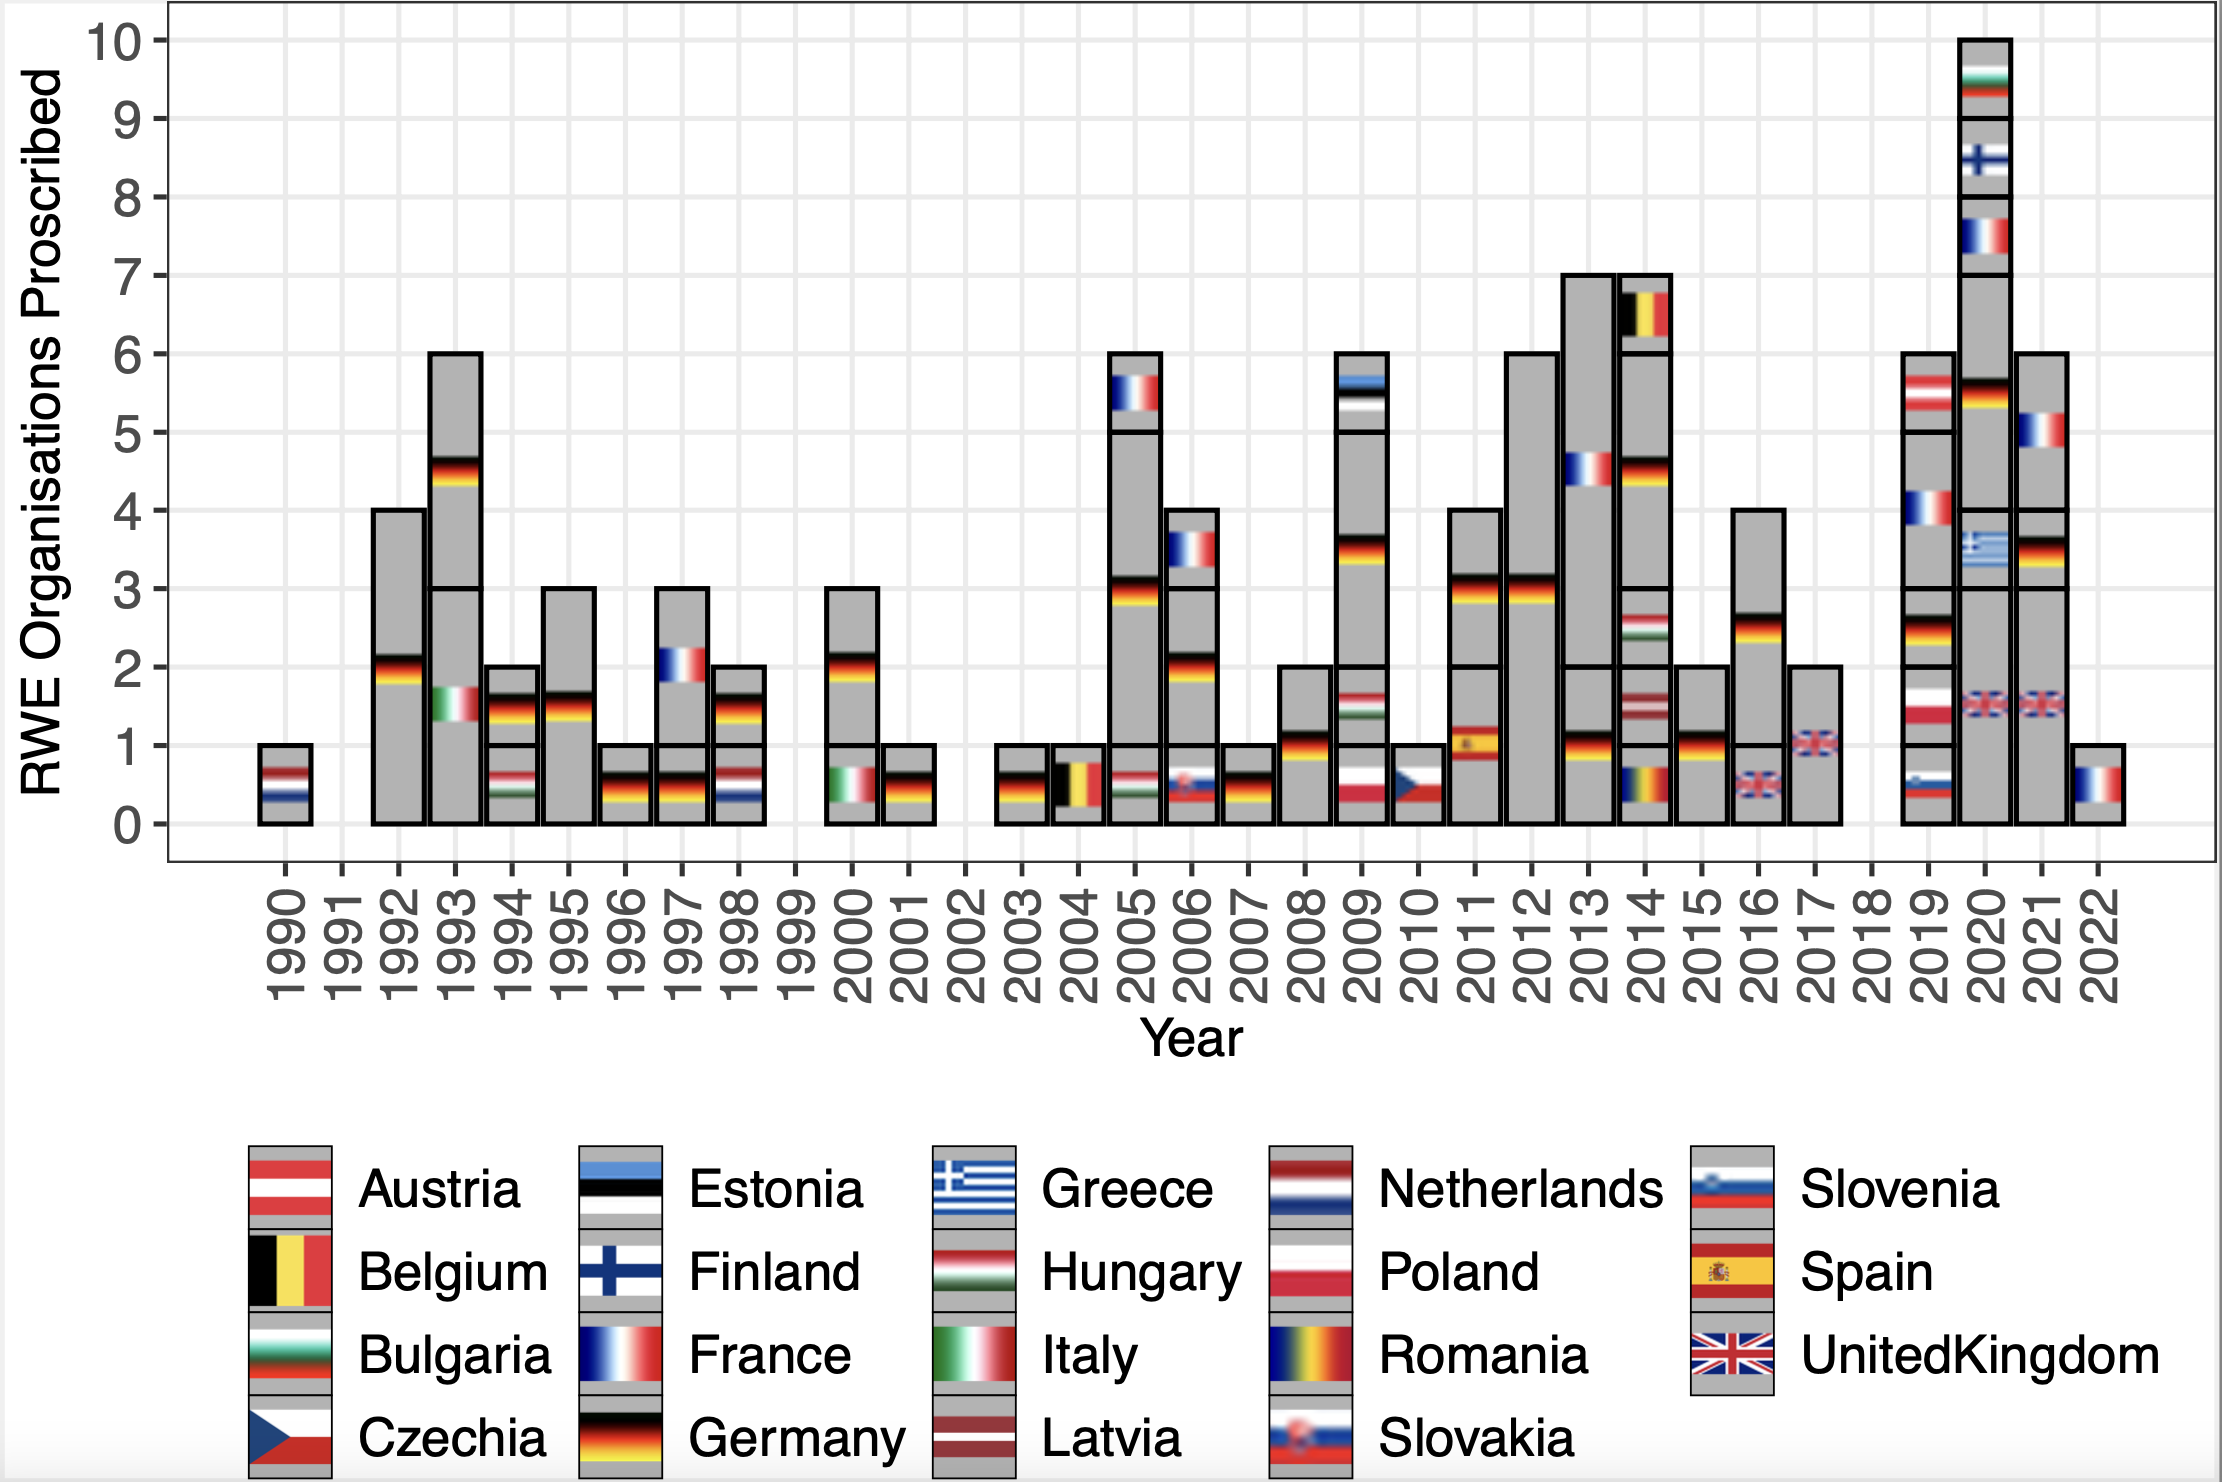 RWE Organisations Proscribed
10
9
8
7
6
5
4
3
2
1
0
1990 1991 1992 1993 1994 1995 1996 1997 1998 1999 2000 2001 2002 2003 2004 2005 2006 2007 2008 2009 2010 2011 2012 2013 2014 2015 2016 2017 2018 2019 2020 2021 2022
Year
Austria Estonia Greece Netherlands Slovenia
Belgium Finland Hungary Poland Spain
Bulgaria France Italy Romania UnitedKingdom
Czechia Germany Latvia Slovakia